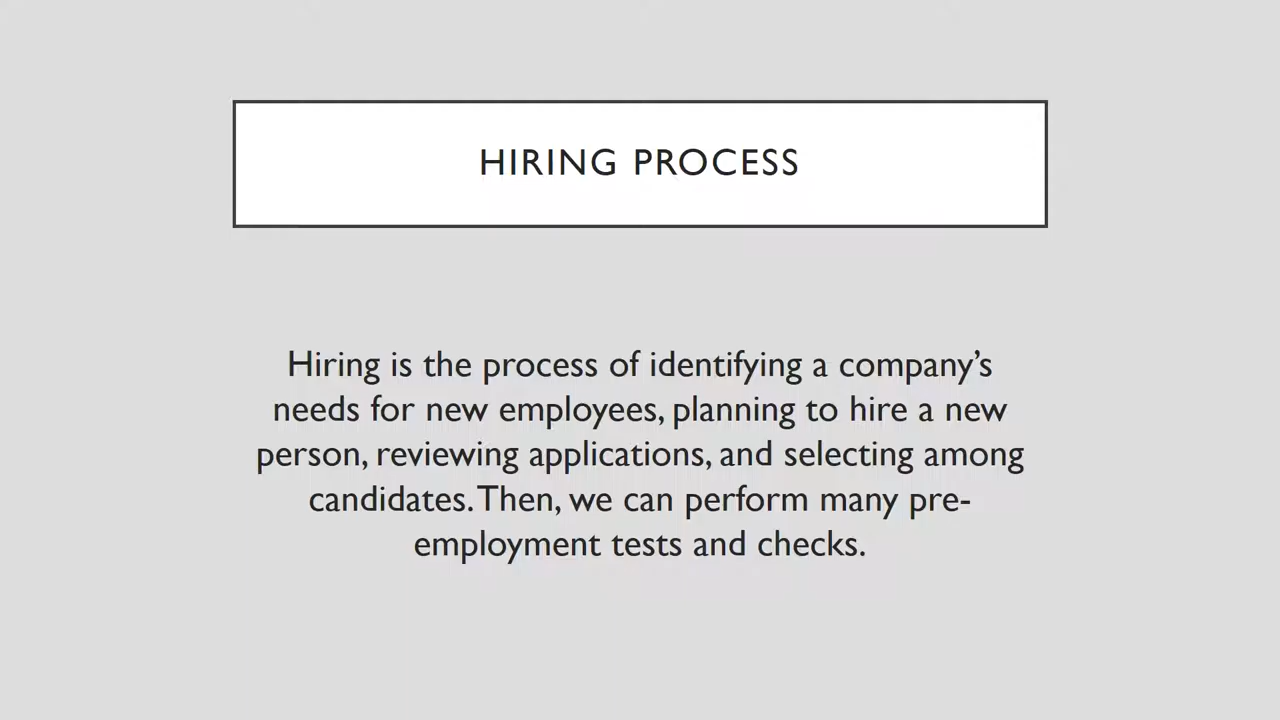 HIRING PROCESS
Hiring is the process of identifying a company’s
needs for new employees, planning to hire a new
person, reviewing applications, and selecting among
candidates. Then, we can perform many pre-
employment tests and checks.